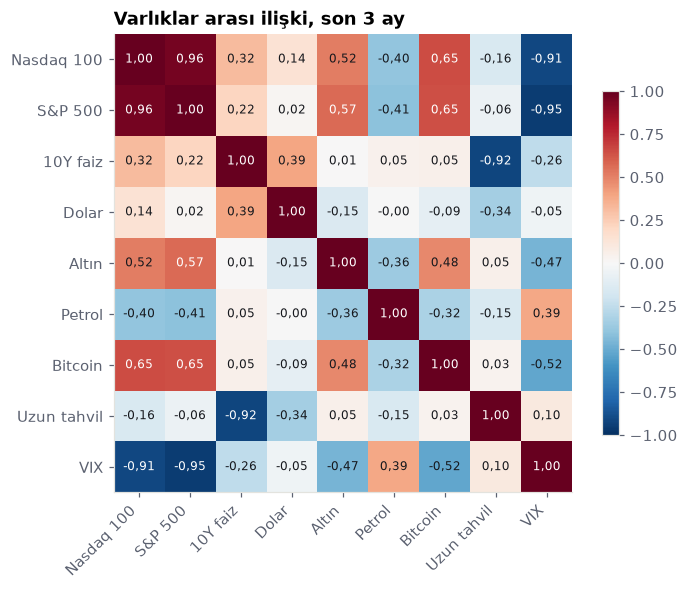 Varlıklar arası ilişki, son 3 ay
Nasdaq 100 1,00 0,96 0,32 0,14 0,52 -0,40 0,65 -0,16 -0,91
S&P 500 0,96 1,00 0,22 0,02 0,57 -0,41 0,65 -0,06 -0,95
10Y faiz 0,32 0,22 1,00 0,39 0,01 0,05 0,05 -0,92 -0,26
Dolar 0,14 0,02 0,39 1,00 -0,15 -0,00 -0,09 -0,34 -0,05
Altın 0,52 0,57 0,01 -0,15 1,00 -0,36 0,48 0,05 -0,47
Petrol -0,40 -0,41 0,05 -0,00 -0,36 1,00 -0,32 -0,15 0,39
Bitcoin 0,65 0,65 0,05 -0,09 0,48 -0,32 1,00 0,03 -0,52
Uzun tahvil -0,16 -0,06 -0,92 -0,34 0,05 -0,15 0,03 1,00 0,10
VIX -0,91 -0,95 -0,26 -0,05 -0,47 0,39 -0,52 0,10 1,00
Nasdaq 100 S&P 500 10Y faiz Dolar Altın Petrol Bitcoin Uzun tahvil VIX
1.00
0.75
0.50
0.25
0.00
−0.25
−0.50
−0.75
−1.00